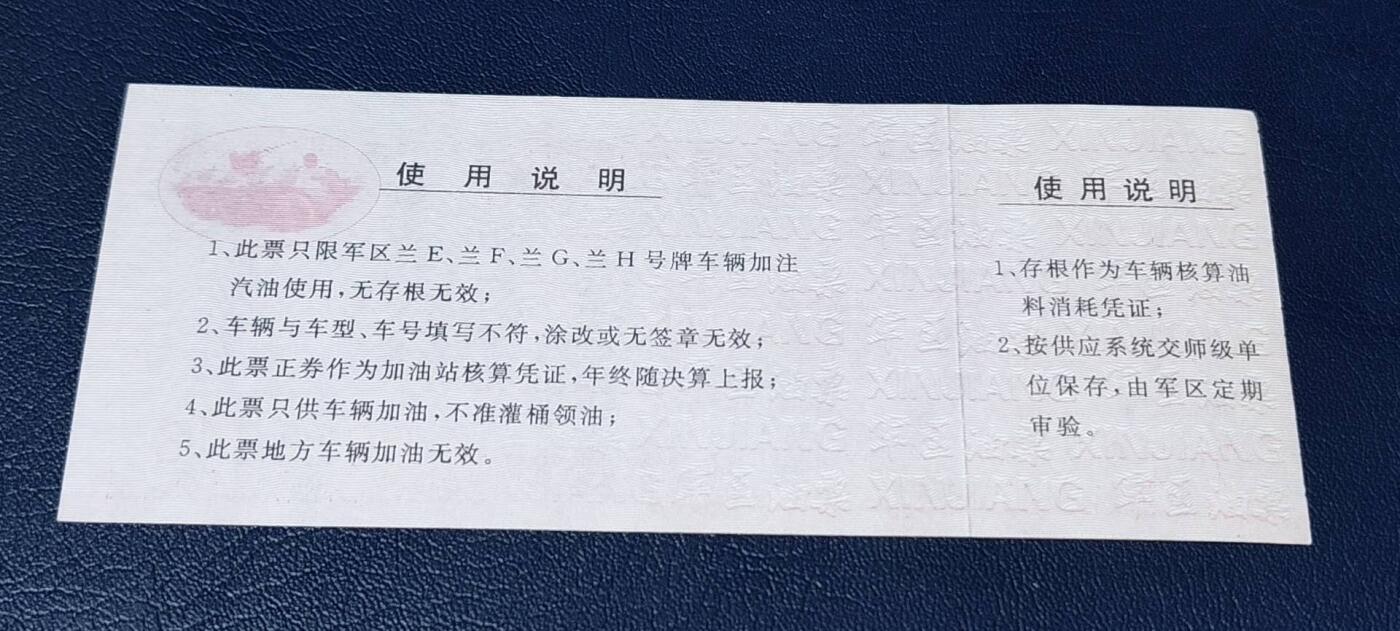 使用说明
1、此票只限军区兰E、兰F、兰G、兰H号牌车辆加注
汽油使用,无存根无效;
2、车辆与车型、车号填写不符,涂改或无签章无效;
3、此票正券作为加油站核算凭证,年终随决算上报;
4、此票只供车辆加油,不准灌桶领油;
5、此票地方车辆加油无效。
使用说明
1、存根作为车辆核算油
料消耗凭证;
2、按供应系统交师级单
位保存,由军区定期
审验。